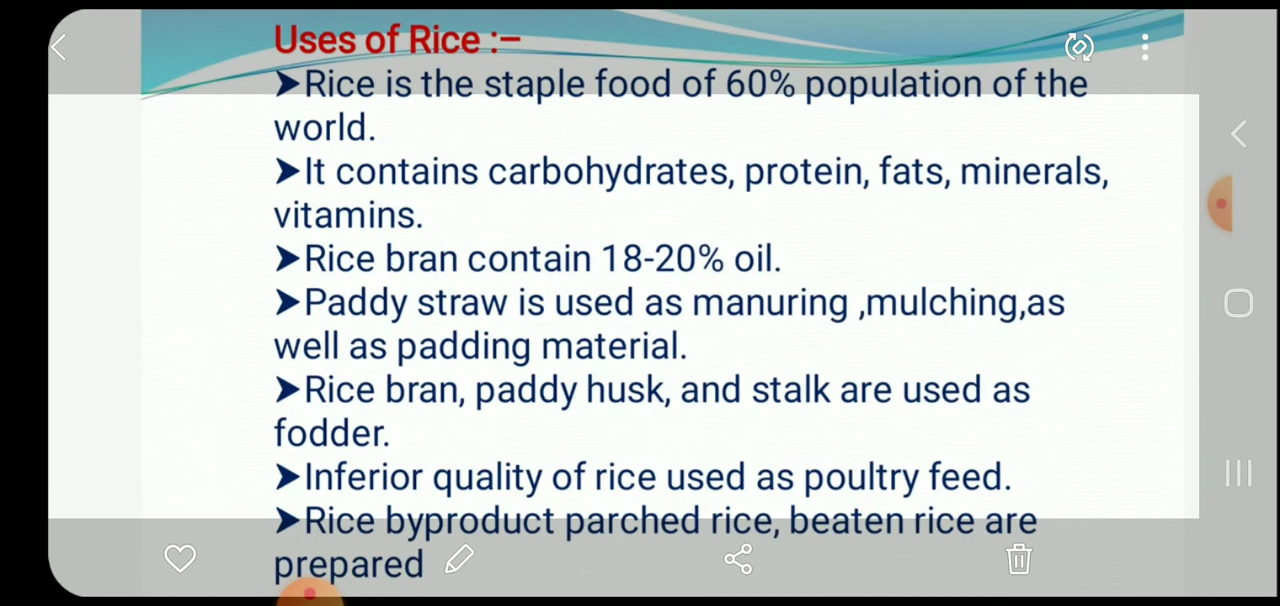 Uses of Rice :–
➤Rice is the staple food of 60% population of the
world.
➤It contains carbohydrates, protein, fats, minerals,
vitamins.
➤Rice bran contain 18-20% oil.
➤Paddy straw is used as manuring ,mulching,as
well as padding material.
➤Rice bran, paddy husk, and stalk are used as
fodder.
➤Inferior quality of rice used as poultry feed.
➤Rice byproduct parched rice, beaten rice are
prepared